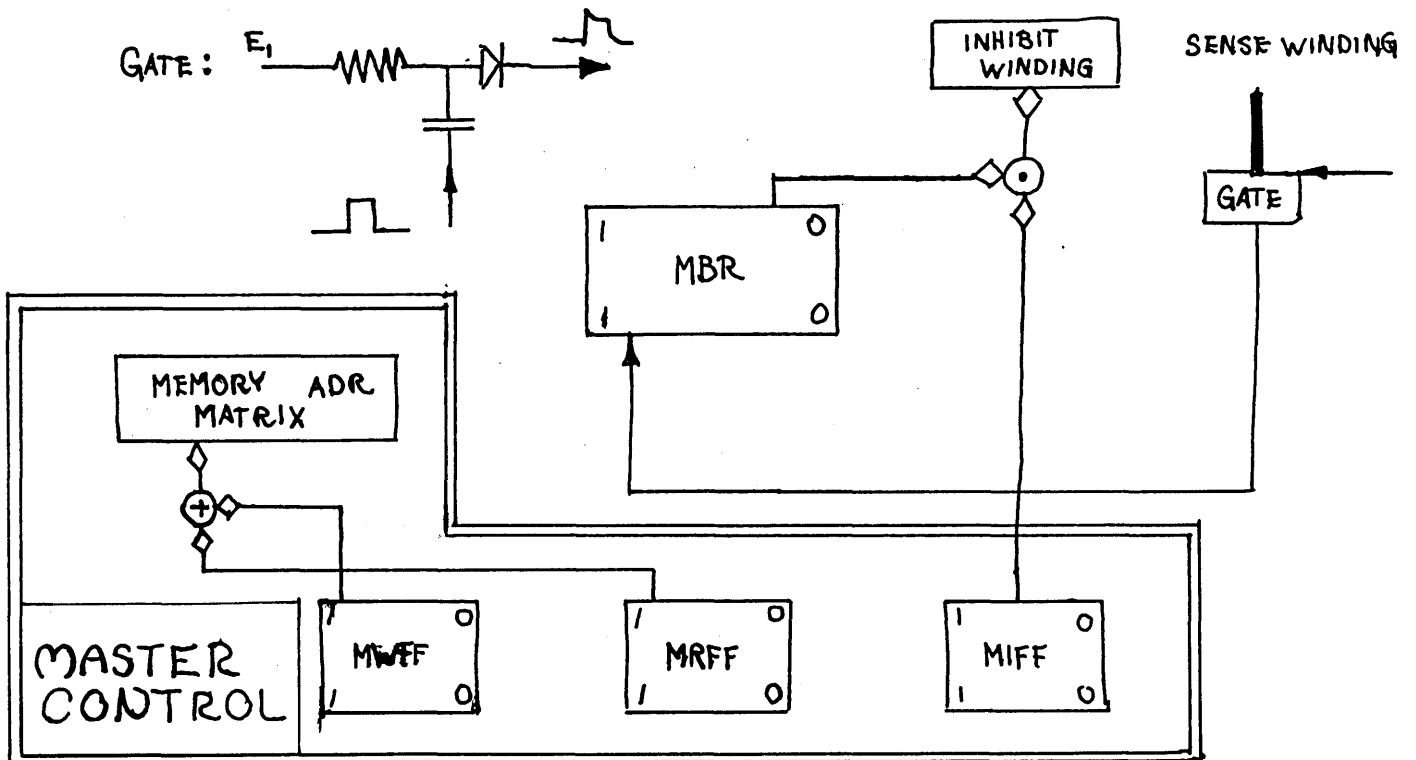 GATE: E1
INHIBIT
WINDING
SENSE WINDING
GATE
1 0
MBR
1 0
MEMORY ADR
MATRIX
+
MASTER
CONTROL
1 0
MWFF
1 0
1 0
MRFF
1 0
1 0
MIFF
1 0